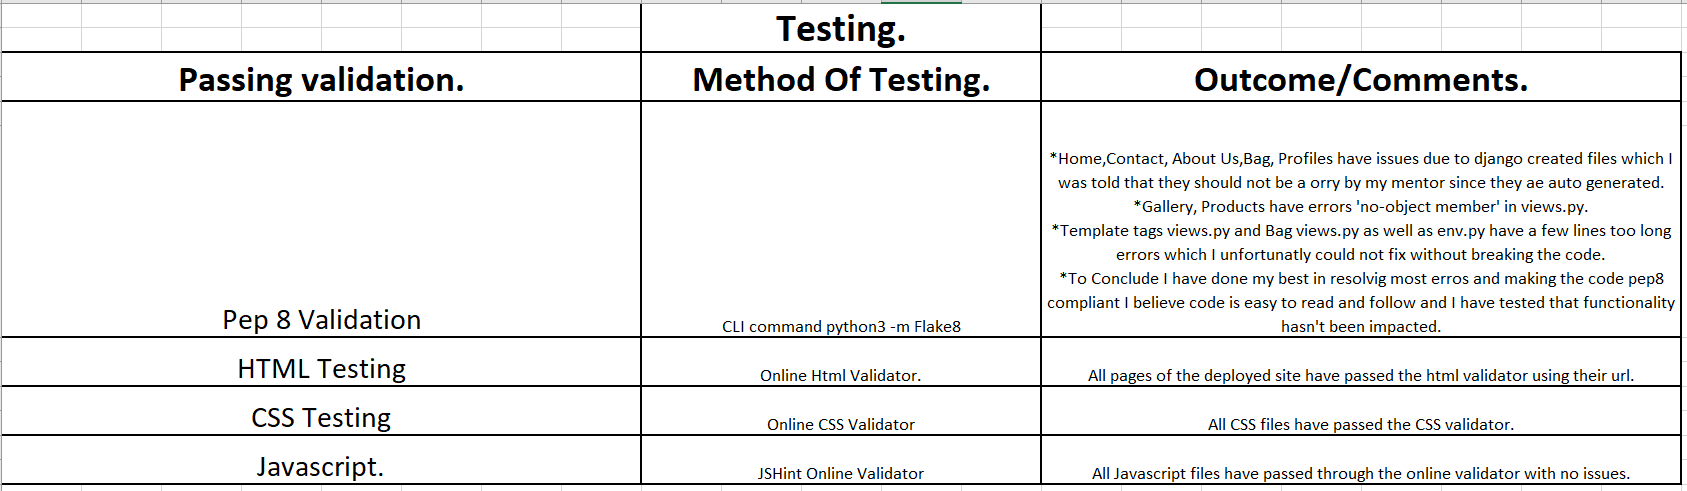 Testing.
Passing validation. Method Of Testing. Outcome/Comments.
*Home,Contact, About Us,Bag, Profiles have issues due to django created files which I
was told that they should not be a orry by my mentor since they ae auto generated.
*Gallery, Products have errors 'no-object member' in views.py.
*Template tags views.py and Bag views.py as well as env.py have a few lines too long
errors which I unfortunatly could not fix without breaking the code.
*To Conclude I have done my best in resolvig most erros and making the code pep8
compliant I believe code is easy to read and follow and I have tested that functionality
Pep 8 Validation CLI command python3 -m Flake8 hasn't been impacted.
HTML Testing Online Html Validator. All pages of the deployed site have passed the html validator using their url.
CSS Testing Online CSS Validator All CSS files have passed the CSS validator.
Javascript. JSHint Online Validator All Javascript files have passed through the online validator with no issues.